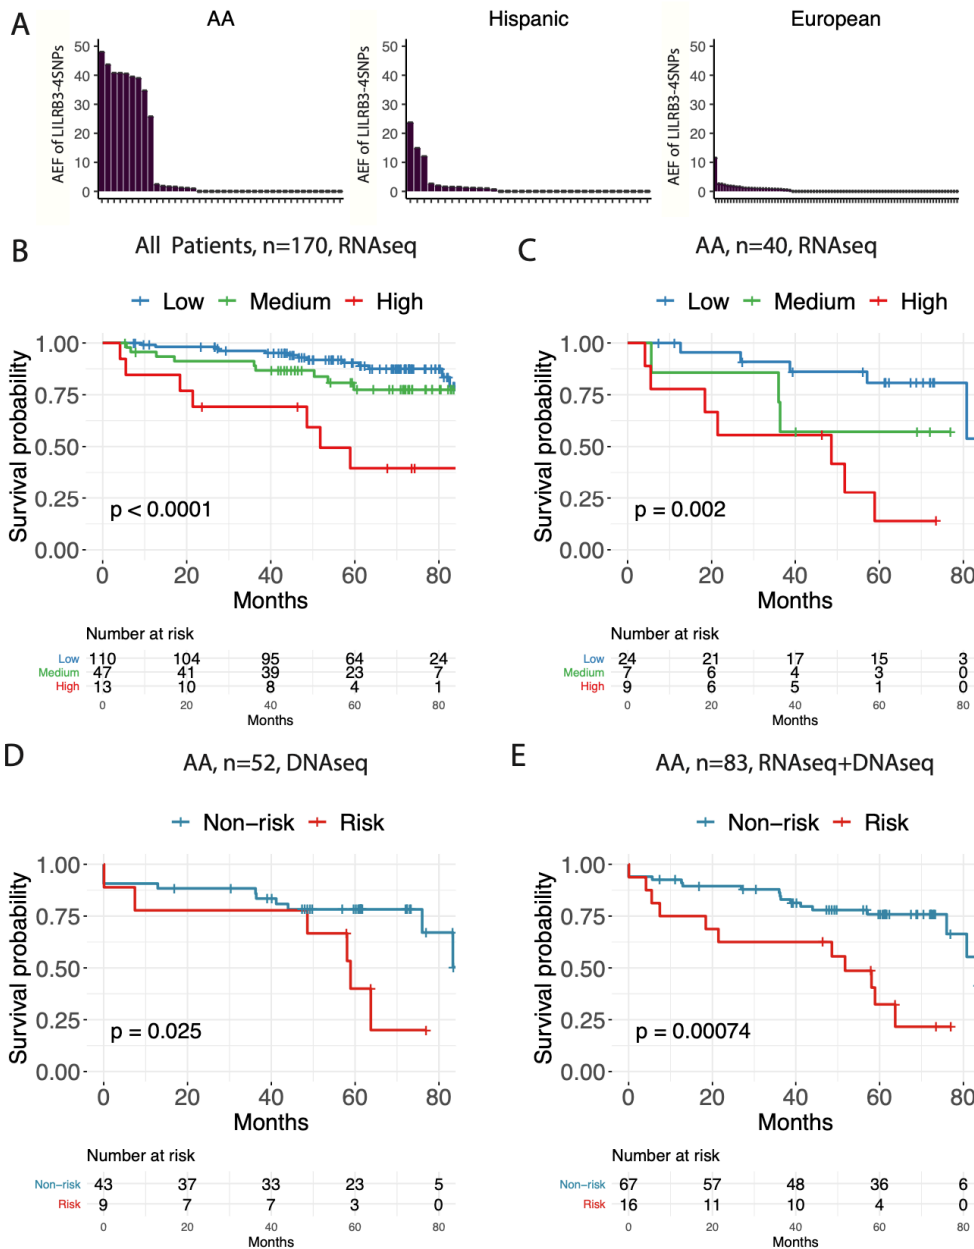 A
AA
Hispanic
European
AEF of LILRB3-4SNPs
50
40
30
20
10
0
AEF of LILRB3-4SNPs
50
40
30
20
10
0
AEF of LILRB3-4SNPs
50
40
30
20
10
0
B
All Patients, n=170, RNAseq
Low Medium High
Survival probability
1.00
0.75
0.50
0.25
0.00
p < 0.0001
0 20 40 60 80
Months
Number at risk
Low 110 104 95 64 24
Medium 47 41 39 23 7
High 13 10 8 4 1
0 20 40 60 80
Months
C
AA, n=40, RNAseq
Low Medium High
Survival probability
1.00
0.75
0.50
0.25
0.00
p = 0.002
0 20 40 60 80
Months
Number at risk
Low 24 21 17 15 3
Medium 7 6 4 3 0
High 9 6 5 1 0
0 20 40 60 80
Months
D
AA, n=52, DNAseq
Non-risk Risk
Survival probability
1.00
0.75
0.50
0.25
0.00
p = 0.025
0 20 40 60 80
Months
Number at risk
Non-risk 43 37 33 23 5
Risk 9 7 7 3 0
0 20 40 60 80
Months
E
AA, n=83, RNAseq+DNAseq
Non-risk Risk
Survival probability
1.00
0.75
0.50
0.25
0.00
p = 0.00074
0 20 40 60 80
Months
Number at risk
Non-risk 67 57 48 36 6
Risk 16 11 10 4 0
0 20 40 60 80
Months